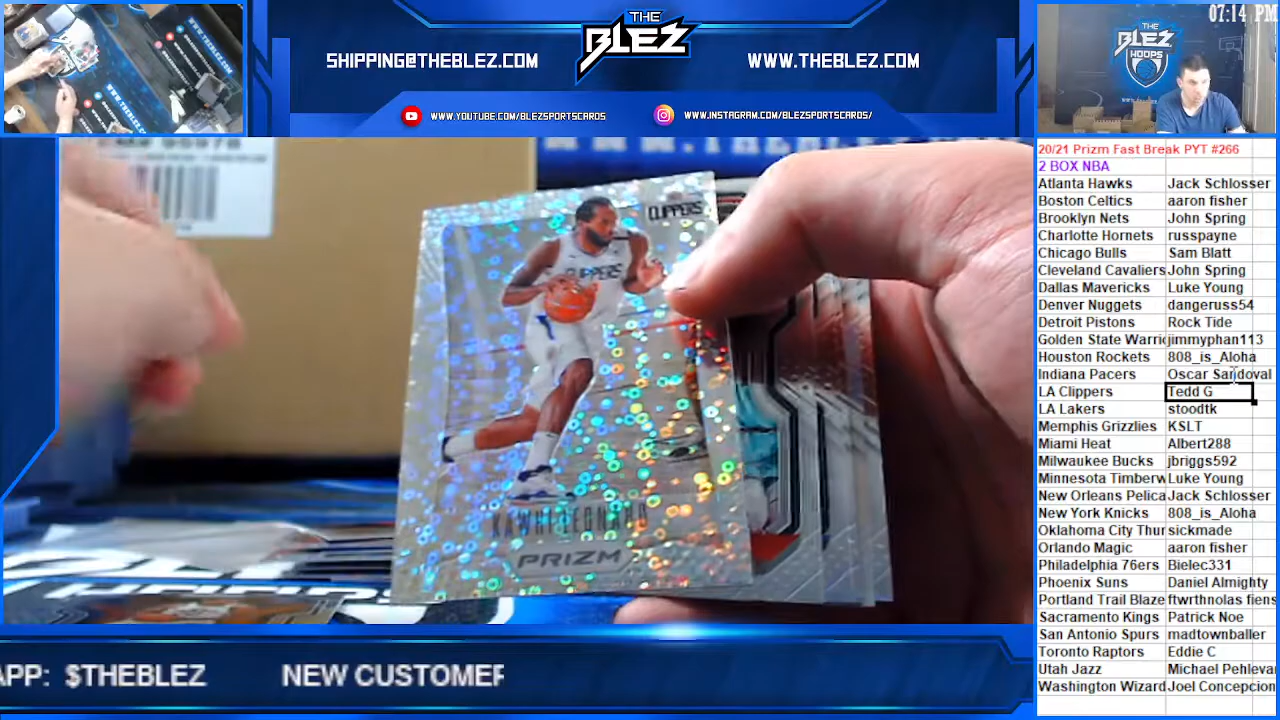 THE
BLEZ
SHIPPING@THEBLEZ.COM
WWW.THEBLEZ.COM
WWW.YOUTUBE.COM/BLEZSPORTSCARDS
WWW.INSTAGRAM.COM/BLEZSPORTSCARDS/
07:14 PM
THE
BLEZ
HOOPS
20/21 Prizm Fast Break PYT #266
2 BOX NBA
Atlanta Hawks Jack Schlosser
Boston Celtics aaron fisher
Brooklyn Nets John Spring
Charlotte Hornets russpayne
Chicago Bulls Sam Blatt
Cleveland Cavaliers John Spring
Dallas Mavericks Luke Young
Denver Nuggets dangeruss54
Detroit Pistons Rock Tide
Golden State Warri jimmyphan113
Houston Rockets 808_is_Aloha
Indiana Pacers Oscar Sandoval
LA Clippers Tedd G
LA Lakers stoodtk
Memphis Grizzlies KSLT
Miami Heat Albert288
Milwaukee Bucks jbriggs592
Minnesota Timberw Luke Young
New Orleans Pelica Jack Schlosser
New York Knicks 808_is_Aloha
Oklahoma City Thur sickmade
Orlando Magic aaron fisher
Philadelphia 76ers Bielec331
Phoenix Suns Daniel Almighty
Portland Trail Blaze ftwrthnolas fiens
Sacramento Kings Patrick Noe
San Antonio Spurs madtownballer
Toronto Raptors Eddie C
Utah Jazz Michael Pehleva
Washington Wizard Joel Concepcion
CLIPPERS
CLIPPERS
KAWHI LEONARD
PRIZM
APP: $THEBLEZ
NEW CUSTOMER